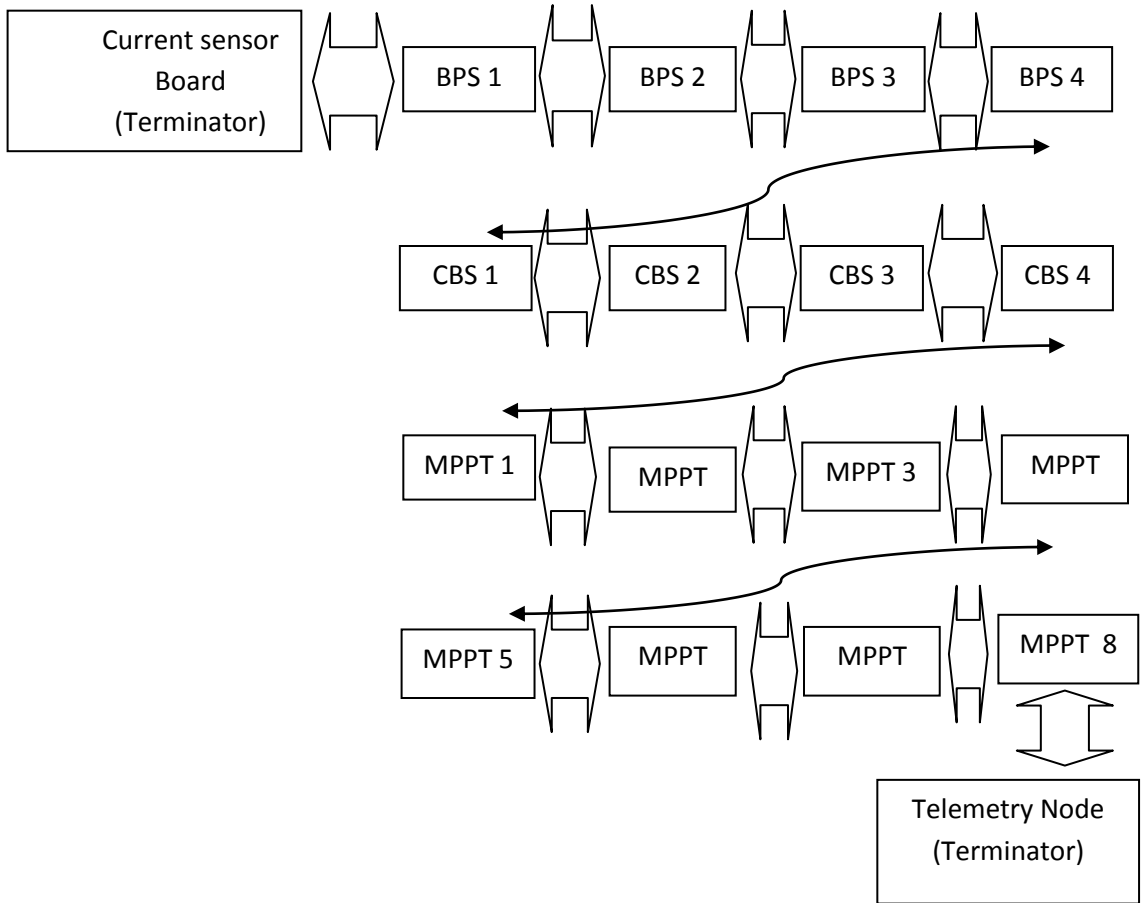 Current sensor
Board
(Terminator)
BPS 1
BPS 2
BPS 3
BPS 4
CBS 1
CBS 2
CBS 3
CBS 4
MPPT 1
MPPT
MPPT 3
MPPT
MPPT 5
MPPT
MPPT
MPPT 8
Telemetry Node
(Terminator)